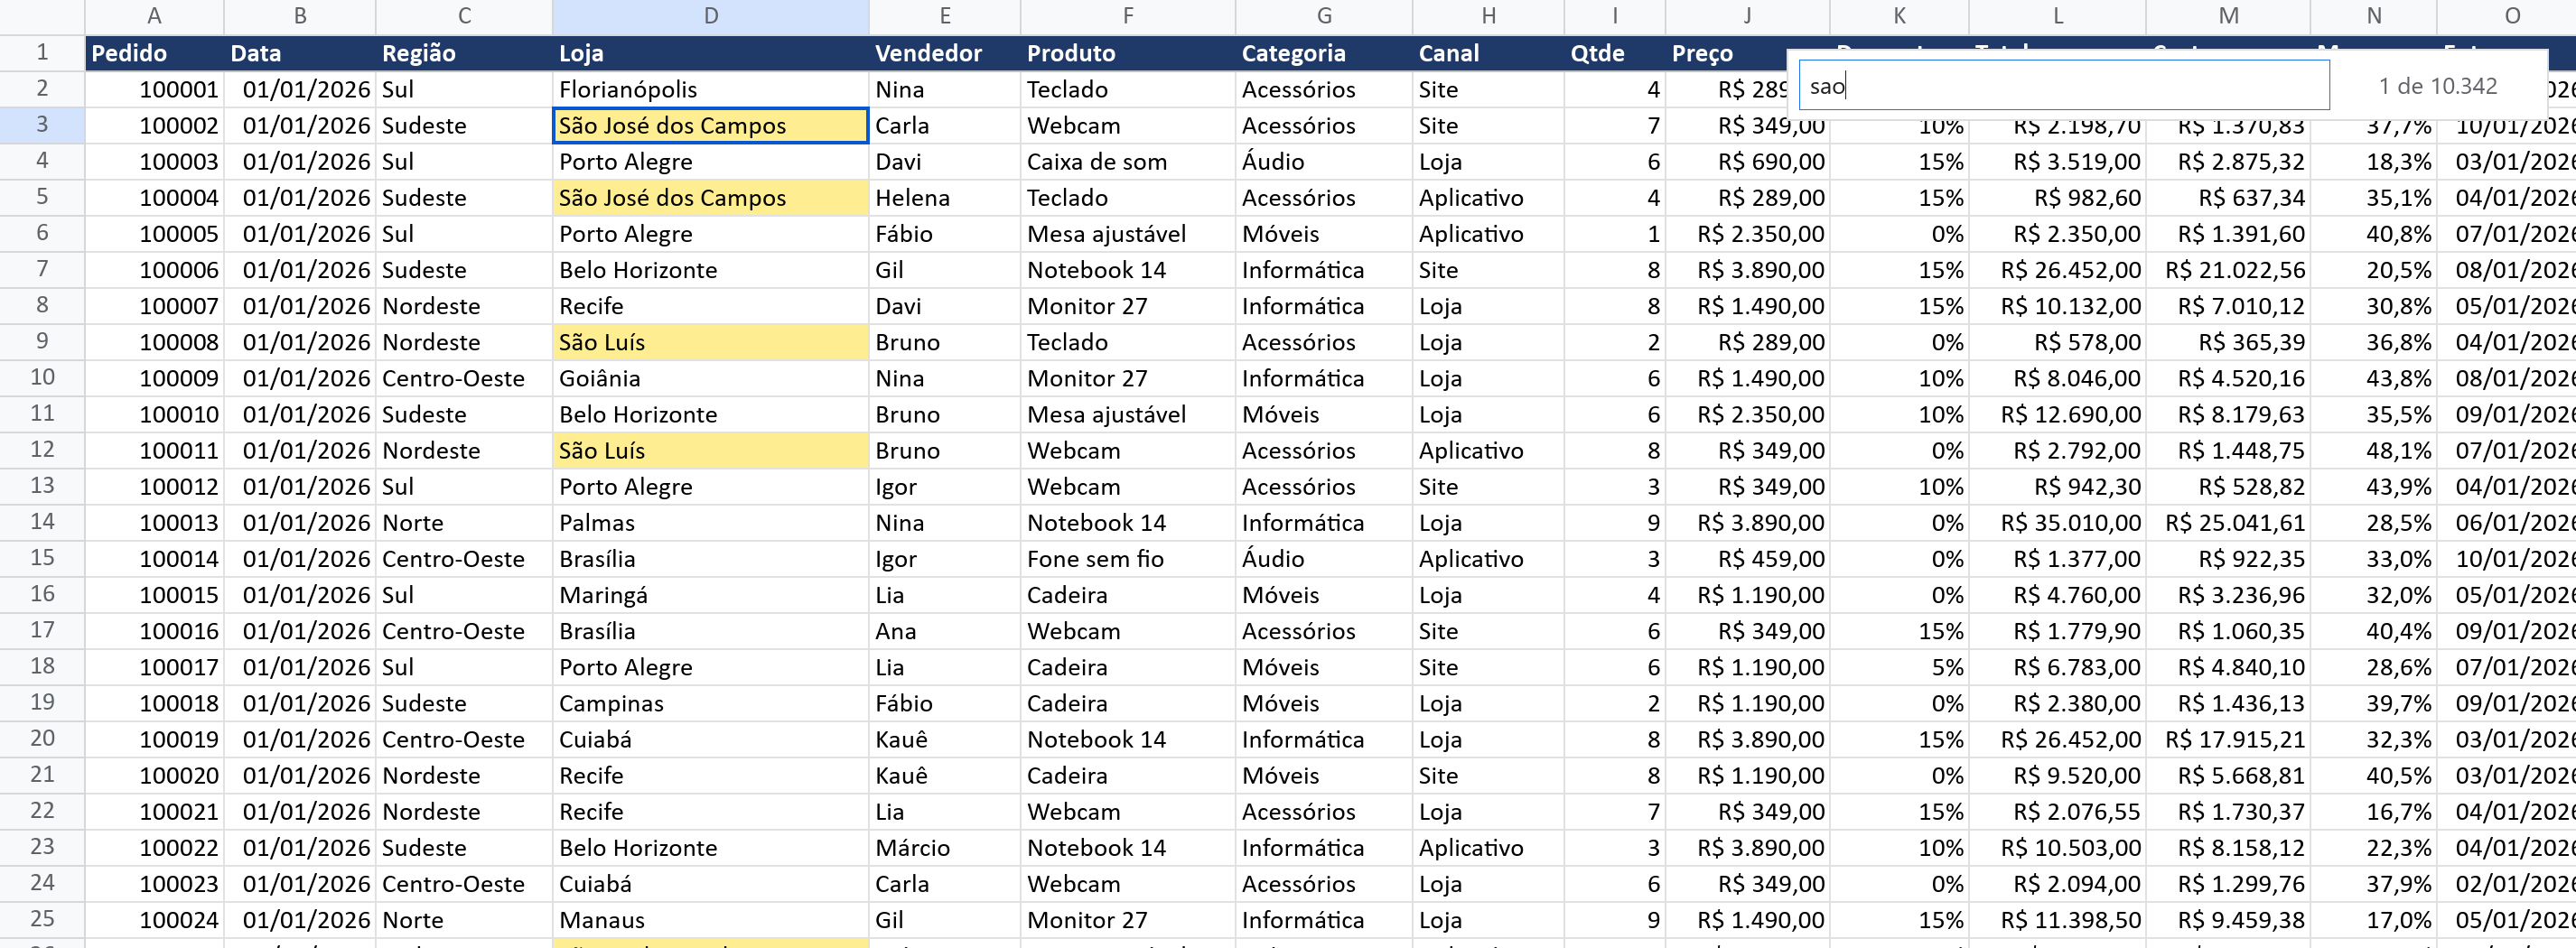 A B C D E F G H I J K L M N O
1 Pedido Data Região Loja Vendedor Produto Categoria Canal Qtde Preço
sao 1 de 10.342
2 100001 01/01/2026 Sul Florianópolis Nina Teclado Acessórios Site 4 R$ 289
3 100002 01/01/2026 Sudeste São José dos Campos Carla Webcam Acessórios Site 7 R$ 349,00 10% R$ 2.198,70 R$ 1.370,83 37,7% 10/01/2026
4 100003 01/01/2026 Sul Porto Alegre Davi Caixa de som Áudio Loja 6 R$ 690,00 15% R$ 3.519,00 R$ 2.875,32 18,3% 03/01/2026
5 100004 01/01/2026 Sudeste São José dos Campos Helena Teclado Acessórios Aplicativo 4 R$ 289,00 15% R$ 982,60 R$ 637,34 35,1% 04/01/2026
6 100005 01/01/2026 Sul Porto Alegre Fábio Mesa ajustável Móveis Aplicativo 1 R$ 2.350,00 0% R$ 2.350,00 R$ 1.391,60 40,8% 07/01/2026
7 100006 01/01/2026 Sudeste Belo Horizonte Gil Notebook 14 Informática Site 8 R$ 3.890,00 15% R$ 26.452,00 R$ 21.022,56 20,5% 08/01/2026
8 100007 01/01/2026 Nordeste Recife Davi Monitor 27 Informática Loja 8 R$ 1.490,00 15% R$ 10.132,00 R$ 7.010,12 30,8% 05/01/2026
9 100008 01/01/2026 Nordeste São Luís Bruno Teclado Acessórios Loja 2 R$ 289,00 0% R$ 578,00 R$ 365,39 36,8% 04/01/2026
10 100009 01/01/2026 Centro-Oeste Goiânia Nina Monitor 27 Informática Loja 6 R$ 1.490,00 10% R$ 8.046,00 R$ 4.520,16 43,8% 08/01/2026
11 100010 01/01/2026 Sudeste Belo Horizonte Bruno Mesa ajustável Móveis Loja 6 R$ 2.350,00 10% R$ 12.690,00 R$ 8.179,63 35,5% 09/01/2026
12 100011 01/01/2026 Nordeste São Luís Bruno Webcam Acessórios Aplicativo 8 R$ 349,00 0% R$ 2.792,00 R$ 1.448,75 48,1% 07/01/2026
13 100012 01/01/2026 Sul Porto Alegre Igor Webcam Acessórios Site 3 R$ 349,00 10% R$ 942,30 R$ 528,82 43,9% 04/01/2026
14 100013 01/01/2026 Norte Palmas Nina Notebook 14 Informática Loja 9 R$ 3.890,00 0% R$ 35.010,00 R$ 25.041,61 28,5% 06/01/2026
15 100014 01/01/2026 Centro-Oeste Brasília Igor Fone sem fio Áudio Aplicativo 3 R$ 459,00 0% R$ 1.377,00 R$ 922,35 33,0% 10/01/2026
16 100015 01/01/2026 Sul Maringá Lia Cadeira Móveis Loja 4 R$ 1.190,00 0% R$ 4.760,00 R$ 3.236,96 32,0% 05/01/2026
17 100016 01/01/2026 Centro-Oeste Brasília Ana Webcam Acessórios Site 6 R$ 349,00 15% R$ 1.779,90 R$ 1.060,35 40,4% 09/01/2026
18 100017 01/01/2026 Sul Porto Alegre Lia Cadeira Móveis Site 6 R$ 1.190,00 5% R$ 6.783,00 R$ 4.840,10 28,6% 07/01/2026
19 100018 01/01/2026 Sudeste Campinas Fábio Cadeira Móveis Loja 2 R$ 1.190,00 0% R$ 2.380,00 R$ 1.436,13 39,7% 09/01/2026
20 100019 01/01/2026 Centro-Oeste Cuiabá Kauê Notebook 14 Informática Loja 8 R$ 3.890,00 15% R$ 26.452,00 R$ 17.915,21 32,3% 03/01/2026
21 100020 01/01/2026 Nordeste Recife Kauê Cadeira Móveis Site 8 R$ 1.190,00 0% R$ 9.520,00 R$ 5.668,81 40,5% 03/01/2026
22 100021 01/01/2026 Nordeste Recife Lia Webcam Acessórios Loja 7 R$ 349,00 15% R$ 2.076,55 R$ 1.730,37 16,7% 04/01/2026
23 100022 01/01/2026 Sudeste Belo Horizonte Márcio Notebook 14 Informática Aplicativo 3 R$ 3.890,00 10% R$ 10.503,00 R$ 8.158,12 22,3% 04/01/2026
24 100023 01/01/2026 Centro-Oeste Cuiabá Carla Webcam Acessórios Loja 6 R$ 349,00 0% R$ 2.094,00 R$ 1.299,76 37,9% 02/01/2026
25 100024 01/01/2026 Norte Manaus Gil Monitor 27 Informática Loja 9 R$ 1.490,00 15% R$ 11.398,50 R$ 9.459,38 17,0% 05/01/2026